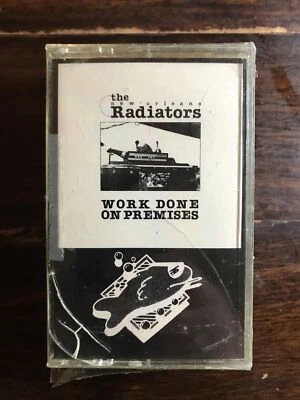 the
new orleans
Radiators
WORK DONE
ON PREMISES